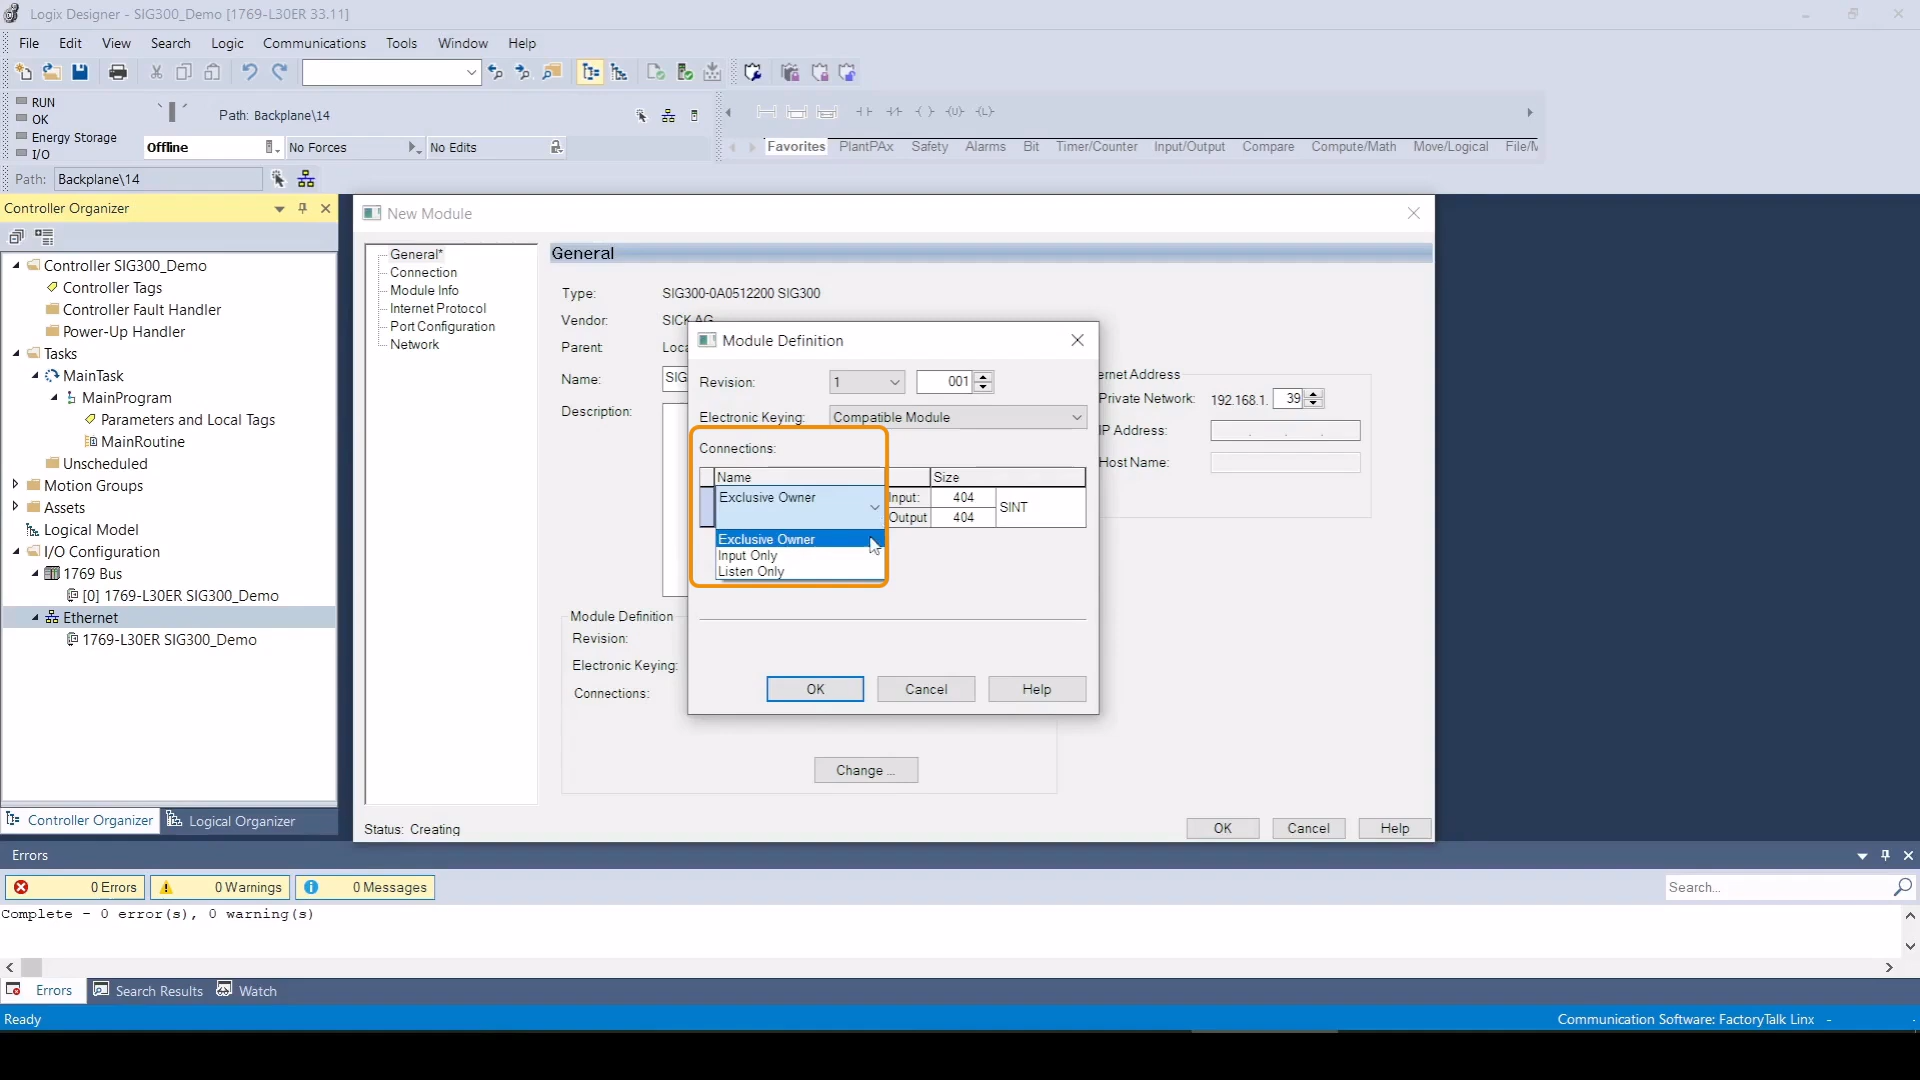 Logix Designer - SIG300_Demo [1769-L30ER 33.11]
File Edit View Search Logic Communications Tools Window Help
RUN
OK
Energy Storage
I/O
Path: Backplane\14
Offline
No Forces
No Edits
Favorites PlantPAx Safety Alarms Bit Timer/Counter Input/Output Compare Compute/Math Move/Logical File/M
Path: Backplane\14
Controller Organizer
Controller SIG300_Demo
Controller Tags
Controller Fault Handler
Power-Up Handler
Tasks
MainTask
MainProgram
Parameters and Local Tags
MainRoutine
Unscheduled
Motion Groups
Assets
Logical Model
I/O Configuration
1769 Bus
[0] 1769-L30ER SIG300_Demo
Ethernet
1769-L30ER SIG300_Demo
Controller Organizer
Logical Organizer
New Module
General*
Connection
Module Info
Internet Protocol
Port Configuration
Network
General
Type: SIG300-0A0512200 SIG300
Vendor: SICK AG
Parent: Loca
Name: SIG
Description:
Module Definition
Revision:
Electronic Keying:
Connections:
Change ...
Status: Creating
OK Cancel Help
ernet Address
Private Network: 192.168.1. 39
IP Address: . . .
Host Name:
Module Definition
Revision: 1 001
Electronic Keying: Compatible Module
Connections:
Name Size
Exclusive Owner
Input: 404
SINT
Output 404
Exclusive Owner
Input Only
Listen Only
OK Cancel Help
Errors
0 Errors
0 Warnings
0 Messages
Search...
Complete - 0 error(s), 0 warning(s)
Errors
Search Results
Watch
Ready
Communication Software: FactoryTalk Linx -